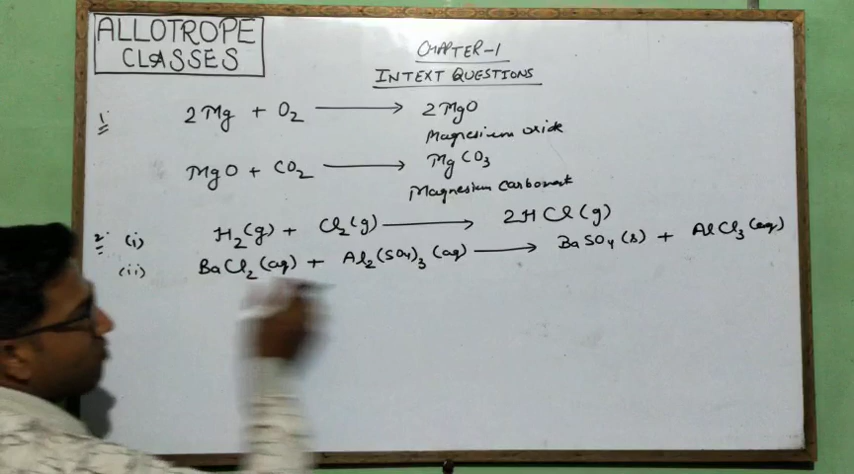 ALLOTROPE
CLASSES
CHAPTER-1
INTEXT QUESTIONS
1. 2Mg + O₂ ⟶ 2MgO
Magnesium oxide
MgO + CO₂ ⟶ MgCO₃
Magnesium carbonate
2. (i) H₂(g) + Cl₂(g) ⟶ 2HCl(g)
(ii) BaCl₂(aq) + Al₂(SO₄)₃(aq) ⟶ BaSO₄(s) + AlCl₃(aq)